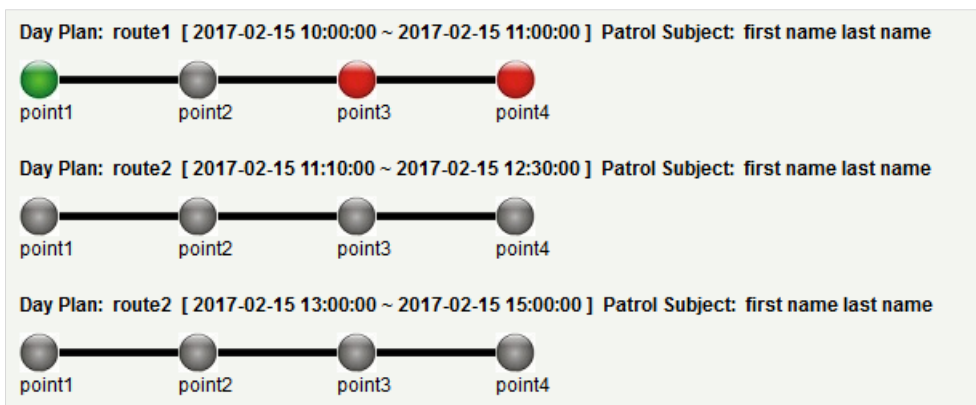 Day Plan: route1 [ 2017-02-15 10:00:00 ~ 2017-02-15 11:00:00 ] Patrol Subject: first name last name
point1 point2 point3 point4
Day Plan: route2 [ 2017-02-15 11:10:00 ~ 2017-02-15 12:30:00 ] Patrol Subject: first name last name
point1 point2 point3 point4
Day Plan: route2 [ 2017-02-15 13:00:00 ~ 2017-02-15 15:00:00 ] Patrol Subject: first name last name
point1 point2 point3 point4